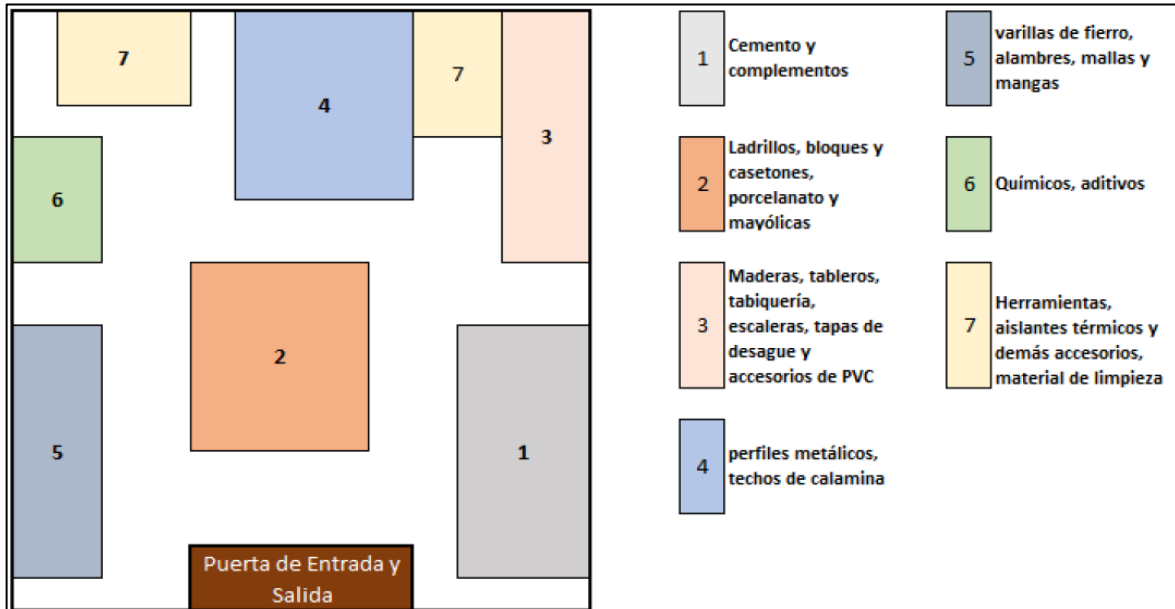 7
4
7
3
6
2
5
1
Puerta de Entrada y
Salida
1
Cemento y
complementos
2
Ladrillos, bloques y
casetones,
porcelanato y
mayólicas
3
Maderas, tableros,
tabiquería,
escaleras, tapas de
desague y
accesorios de PVC
4
perfiles metálicos,
techos de calamina
5
varillas de fierro,
alambres, mallas y
mangas
6
Químicos, aditivos
7
Herramientas,
aislantes térmicos y
demás accesorios,
material de limpieza